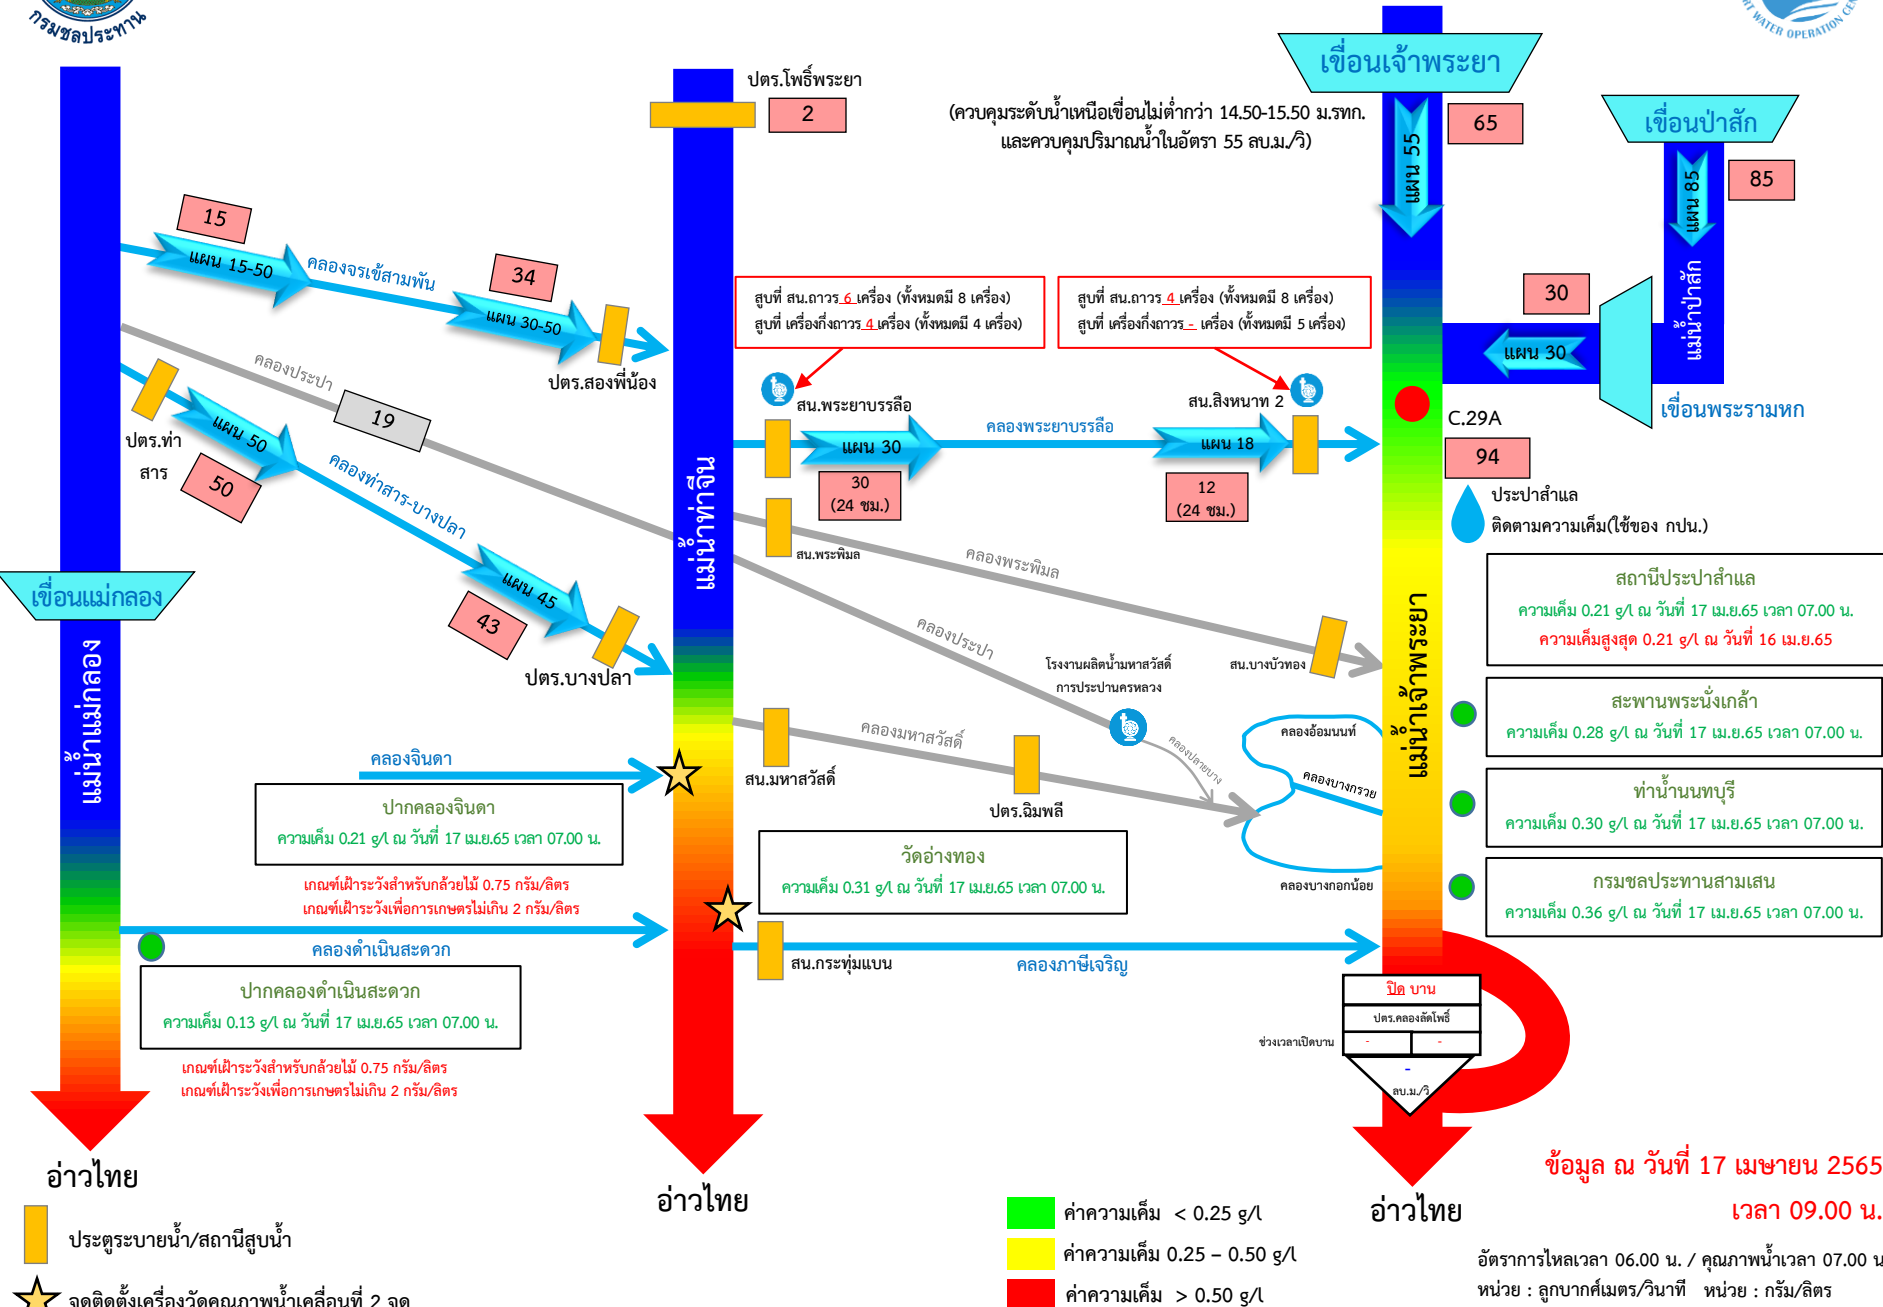 กรมชลประทาน
WATER OPERATION CEN
ปตร.โพธิ์พระยา
2
เขื่อนเจ้าพระยา
(ควบคุมระดับน้ำเหนือเขื่อนไม่ต่ำกว่า 14.50-15.50 ม.รทก.
และควบคุมปริมาณน้ำในอัตรา 55 ลบ.ม./วิ)
แผน 55
65
เขื่อนป่าสัก
แผน 85
85
แม่น้ำป่าสัก
15
แผน 15-50
คลองจรเข้สามพัน
34
แผน 30-50
ปตร.สองพี่น้อง
สูบที่ สน.ถาวร 6 เครื่อง (ทั้งหมดมี 8 เครื่อง)
สูบที่ เครื่องกึ่งถาวร 4 เครื่อง (ทั้งหมดมี 4 เครื่อง)
สูบที่ สน.ถาวร 4 เครื่อง (ทั้งหมดมี 8 เครื่อง)
สูบที่ เครื่องกึ่งถาวร - เครื่อง (ทั้งหมดมี 5 เครื่อง)
30
แผน 30
เขื่อนพระรามหก
คลองประปา
19
ปตร.ท่า
สาร
แผน 50
50
คลองท่าสาร-บางปลา
สน.พระยาบรรลือ
แผน 30
30
(24 ชม.)
คลองพระยาบรรลือ
สน.สิงหนาท 2
แผน 18
12
(24 ชม.)
C.29A
94
ประปาสำแล
ติดตามความเค็ม(ใช้ของ กปน.)
แม่น้ำท่าจีน
สน.พระพิมล
คลองพระพิมล
สน.บางบัวทอง
แผน 45
43
ปตร.บางปลา
เขื่อนแม่กลอง
แม่น้ำแม่กลอง
คลองประปา
โรงงานผลิตน้ำมหาสวัสดิ์
การประปานครหลวง
แม่น้ำเจ้าพระยา
สถานีประปาสำแล
ความเค็ม 0.21 g/l ณ วันที่ 17 เม.ย.65 เวลา 07.00 น.
ความเค็มสูงสุด 0.21 g/l ณ วันที่ 16 เม.ย.65
สะพานพระนั่งเกล้า
ความเค็ม 0.28 g/l ณ วันที่ 17 เม.ย.65 เวลา 07.00 น.
ท่าน้ำนนทบุรี
ความเค็ม 0.30 g/l ณ วันที่ 17 เม.ย.65 เวลา 07.00 น.
กรมชลประทานสามเสน
ความเค็ม 0.36 g/l ณ วันที่ 17 เม.ย.65 เวลา 07.00 น.
สน.มหาสวัสดิ์
คลองมหาสวัสดิ์
ปตร.ฉิมพลี
คลองปลายบาง
คลองอ้อมนนท์
คลองบางกรวย
คลองบางกอกน้อย
คลองจินดา
ปากคลองจินดา
ความเค็ม 0.21 g/l ณ วันที่ 17 เม.ย.65 เวลา 07.00 น.
เกณฑ์เฝ้าระวังสำหรับกล้วยไม้ 0.75 กรัม/ลิตร
เกณฑ์เฝ้าระวังเพื่อการเกษตรไม่เกิน 2 กรัม/ลิตร
วัดอ่างทอง
ความเค็ม 0.31 g/l ณ วันที่ 17 เม.ย.65 เวลา 07.00 น.
คลองดำเนินสะดวก
ปากคลองดำเนินสะดวก
ความเค็ม 0.13 g/l ณ วันที่ 17 เม.ย.65 เวลา 07.00 น.
เกณฑ์เฝ้าระวังสำหรับกล้วยไม้ 0.75 กรัม/ลิตร
เกณฑ์เฝ้าระวังเพื่อการเกษตรไม่เกิน 2 กรัม/ลิตร
สน.กระทุ่มแบน
คลองภาษีเจริญ
ปิด บาน
ปตร.คลองลัดโพธิ์
ช่วงเวลาเปิดบาน
- -
-
ลบ.ม./วิ
อ่าวไทย
อ่าวไทย
อ่าวไทย
ข้อมูล ณ วันที่ 17 เมษายน 2565
เวลา 09.00 น.
ประตูระบายน้ำ/สถานีสูบน้ำ
จุดติดตั้งเครื่องวัดคุณภาพน้ำเคลื่อนที่ 2 จุด
ค่าความเค็ม < 0.25 g/l
ค่าความเค็ม 0.25 – 0.50 g/l
ค่าความเค็ม > 0.50 g/l
อัตราการไหลเวลา 06.00 น. / คุณภาพน้ำเวลา 07.00 น
หน่วย : ลูกบาศก์เมตร/วินาที หน่วย : กรัม/ลิตร